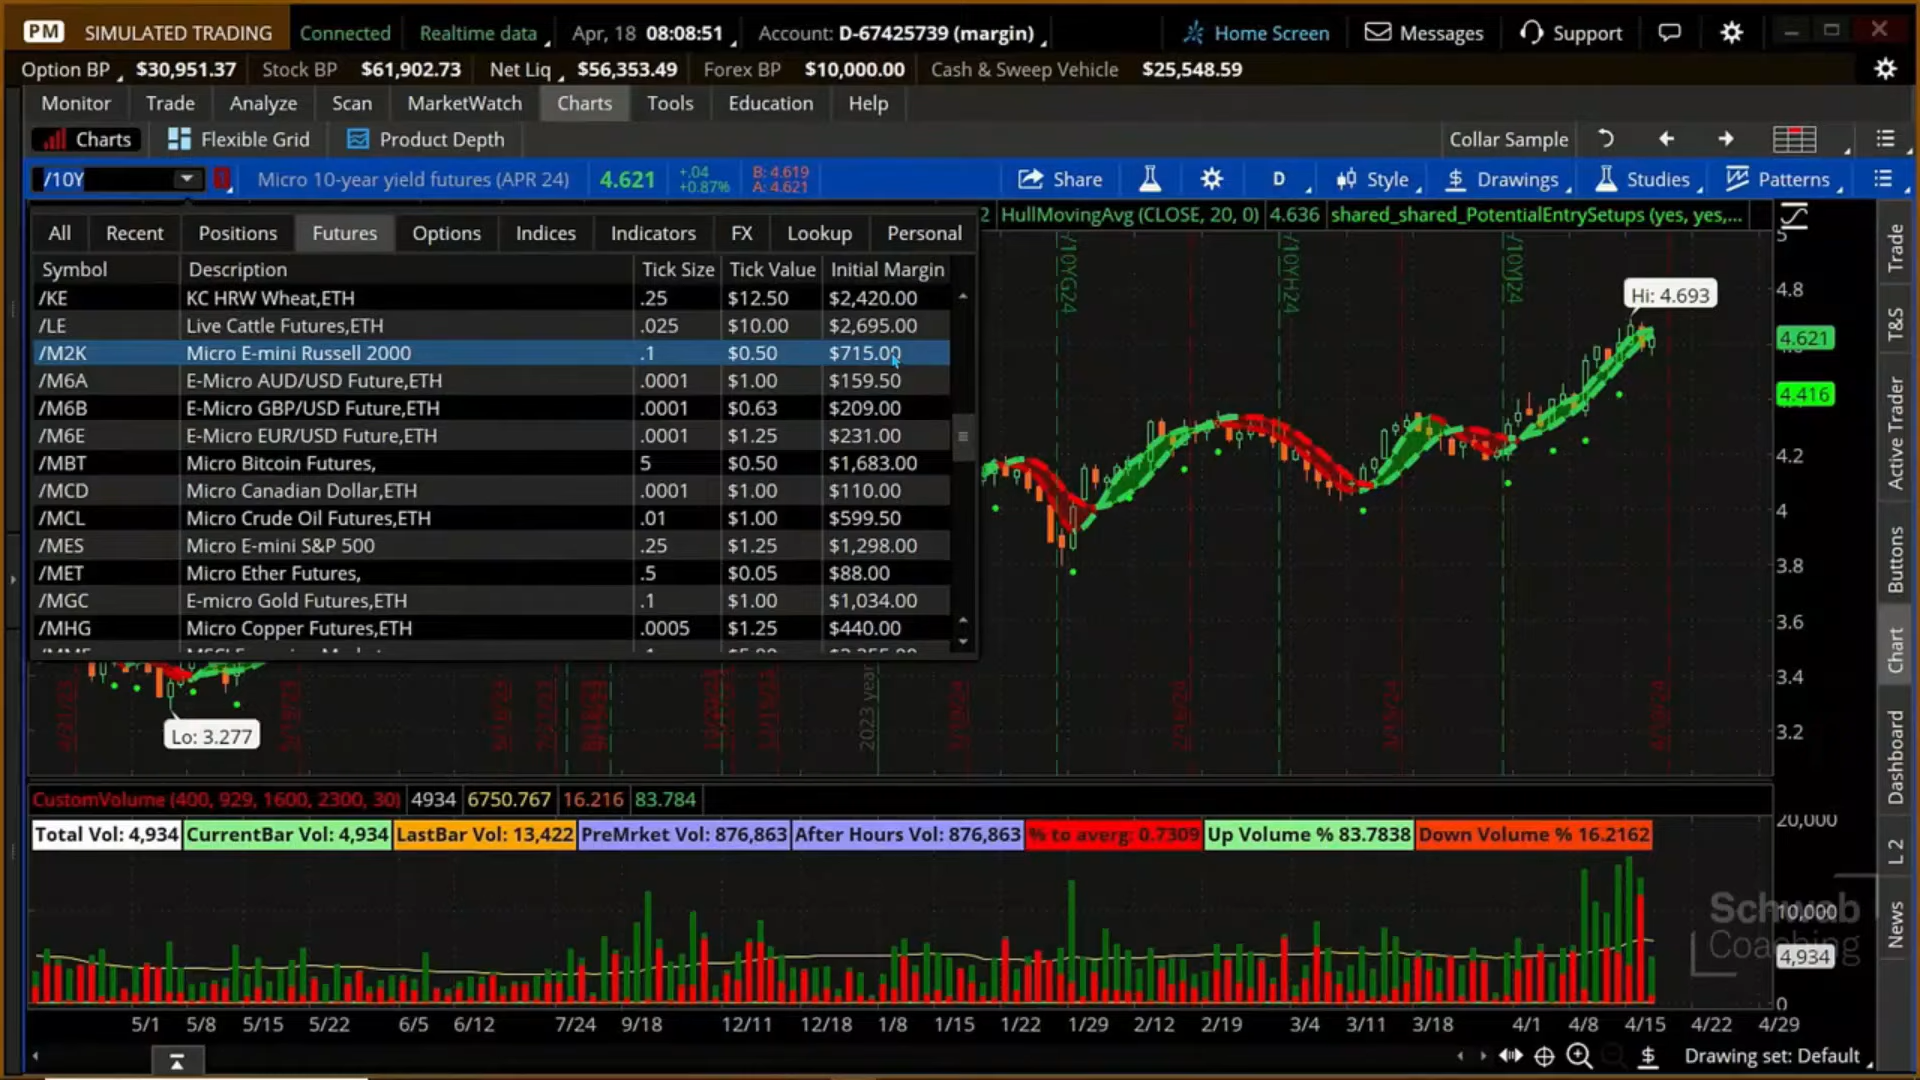 PM SIMULATED TRADING Connected Realtime data Apr, 18 08:08:51 Account: D-67425739 (margin) Home Screen Messages Support
Option BP $30,951.37 Stock BP $61,902.73 Net Liq $56,353.49 Forex BP $10,000.00 Cash & Sweep Vehicle $25,548.59
Monitor Trade Analyze Scan MarketWatch Charts Tools Education Help
Charts Flexible Grid Product Depth Collar Sample
/10Y Micro 10-year yield futures (APR 24) 4.621 +.04 +0.87% B: 4.619 A: 4.621 Share D Style Drawings Studies Patterns
HullMovingAvg (CLOSE, 20, 0) 4.636 shared_shared_PotentialEntrySetups (yes, yes,...
All Recent Positions Futures Options Indices Indicators FX Lookup Personal
Symbol Description Tick Size Tick Value Initial Margin
/KE KC HRW Wheat,ETH .25 $12.50 $2,420.00
/LE Live Cattle Futures,ETH .025 $10.00 $2,695.00
/M2K Micro E-mini Russell 2000 .1 $0.50 $715.00
/M6A E-Micro AUD/USD Future,ETH .0001 $1.00 $159.50
/M6B E-Micro GBP/USD Future,ETH .0001 $0.63 $209.00
/M6E E-Micro EUR/USD Future,ETH .0001 $1.25 $231.00
/MBT Micro Bitcoin Futures, 5 $0.50 $1,683.00
/MCD Micro Canadian Dollar,ETH .0001 $1.00 $110.00
/MCL Micro Crude Oil Futures,ETH .01 $1.00 $599.50
/MES Micro E-mini S&P 500 .25 $1.25 $1,298.00
/MET Micro Ether Futures, .5 $0.05 $88.00
/MGC E-micro Gold Futures,ETH .1 $1.00 $1,034.00
/MHG Micro Copper Futures,ETH .0005 $1.25 $440.00
/10YG24
/10YH24
/10YJ24
Hi: 4.693
5
4.8
4.621
4.416
4.2
4
3.8
3.6
3.4
3.2
Lo: 3.277
2023 year
Trade
T&S
Active Trader
Buttons
Chart
Dashboard
L 2
News
CustomVolume (400, 929, 1600, 2300, 30) 4934 6750.767 16.216 83.784
Total Vol: 4,934 CurrentBar Vol: 4,934 LastBar Vol: 13,422 PreMrket Vol: 876,863 After Hours Vol: 876,863 % to averg: 0.7309 Up Volume % 83.7838 Down Volume % 16.2162
20,000
10,000
4,934
0
Schwab
Coaching
5/1 5/8 5/15 5/22 6/5 6/12 7/24 9/18 12/11 12/18 1/8 1/15 1/22 1/29 2/12 2/19 3/4 3/11 3/18 4/1 4/8 4/15 4/22 4/29
Drawing set: Default